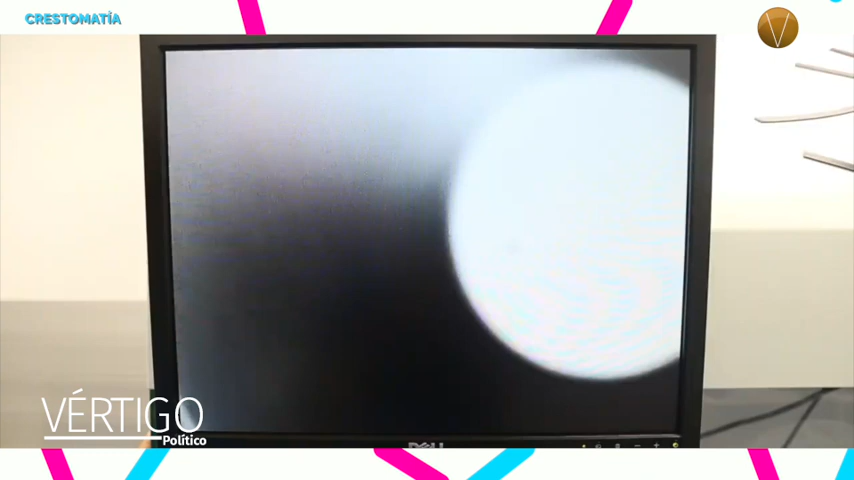 CRESTOMATÍA
V
VÉRTIGO
Político
DELL